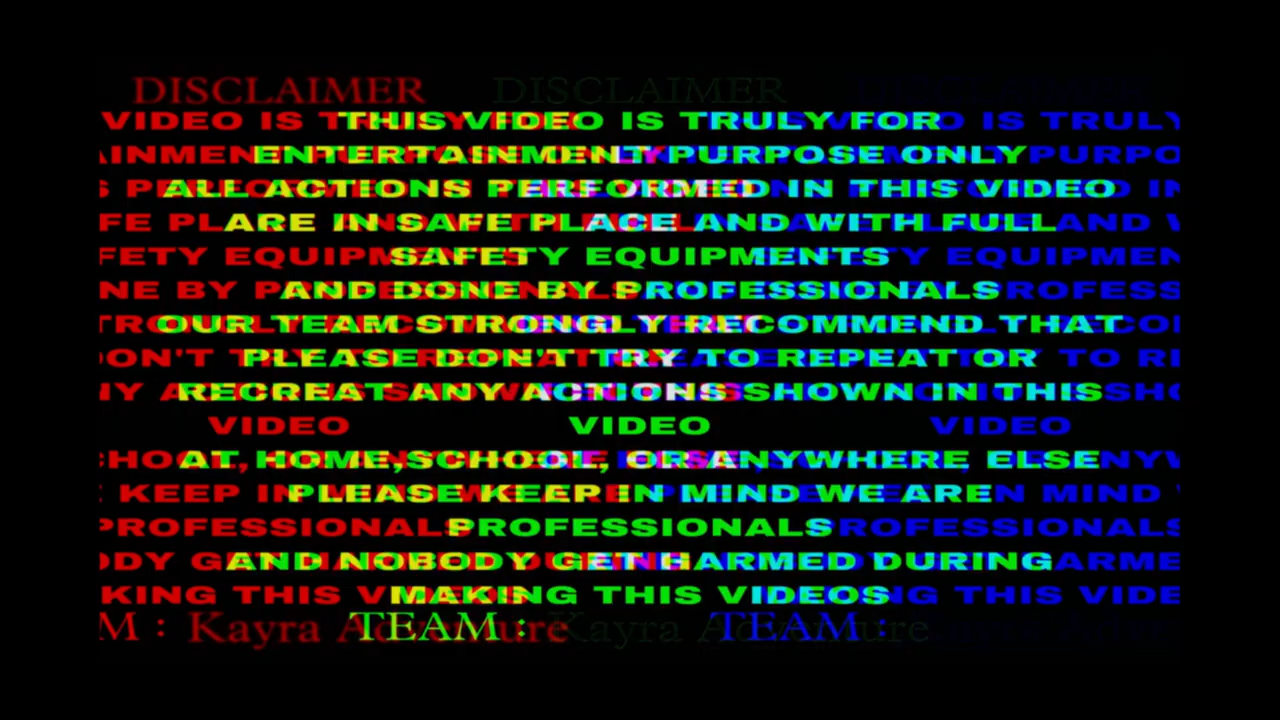 DISCLAIMER
THIS VIDEO IS TRULY FOR
ENTERTAINMENT PURPOSE ONLY
ALL ACTIONS PERFORMED IN THIS VIDEO
ARE IN SAFE PLACE AND WITH FULL
SAFETY EQUIPMENTS
AND DONE BY PROFESSIONALS
OUR TEAM STRONGLY RECOMMEND THAT
PLEASE DON'T TRY TO REPEAT OR
RECREAT ANY ACTIONS SHOWN IN THIS
VIDEO
AT, HOME,SCHOOL, OR ANYWHERE ELSE
PLEASE KEEP IN MIND WE ARE
PROFESSIONALS
AND NOBODY GET HARMED DURING
MAKING THIS VIDEOS
TEAM : Kayra Adventure